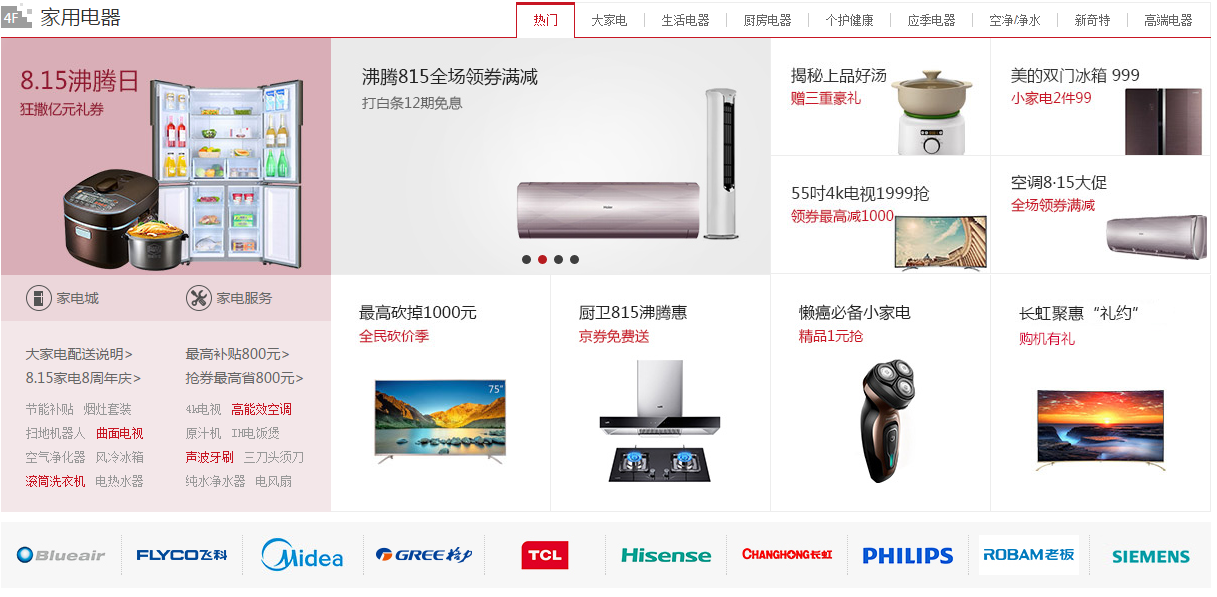 4F 家用电器
热门 大家电 生活电器 厨房电器 个护健康 应季电器 空净/净水 新奇特 高端电器
8.15沸腾日
狂撒亿元礼券
沸腾815全场领券满减
打白条12期免息
揭秘上品好汤
赠三重豪礼
美的双门冰箱 999
小家电2件99
55吋4k电视1999抢
领券最高减1000
空调8·15大促
全场领券满减
家电城 家电服务
大家电配送说明> 最高补贴800元>
8.15家电8周年庆> 抢券最高省800元>
节能补贴 烟灶套装 4k电视 高能效空调
扫地机器人 曲面电视 原汁机 IH电饭煲
空气净化器 风冷冰箱 声波牙刷 三刀头须刀
滚筒洗衣机 电热水器 纯水净水器 电风扇
最高砍掉1000元
全民砍价季
75"
厨卫815沸腾惠
京券免费送
懒癌必备小家电
精品1元抢
长虹聚惠“礼约”
购机有礼
Blueair FLYCO飞科 Midea GREE格力 TCL Hisense CHANGHONG长虹 PHILIPS ROBAM老板 SIEMENS